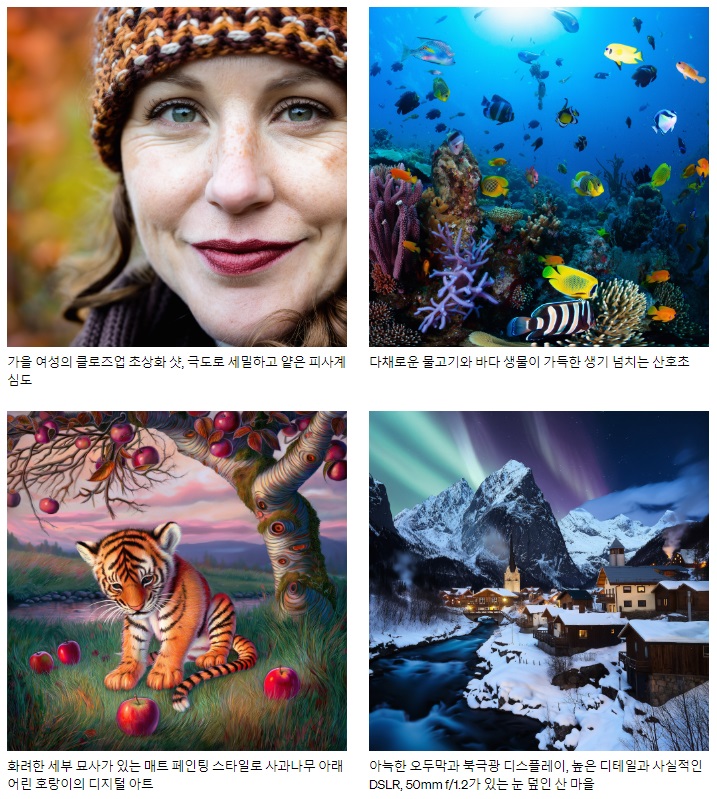 가을 여성의 클로즈업 초상화 샷, 극도로 세밀하고 얕은 피사계
심도
다채로운 물고기와 바다 생물이 가득한 생기 넘치는 산호초
화려한 세부 묘사가 있는 매트 페인팅 스타일로 사과나무 아래
어린 호랑이의 디지털 아트
아늑한 오두막과 북극광 디스플레이, 높은 디테일과 사실적인
DSLR, 50mm f/1.2가 있는 눈 덮인 산 마을